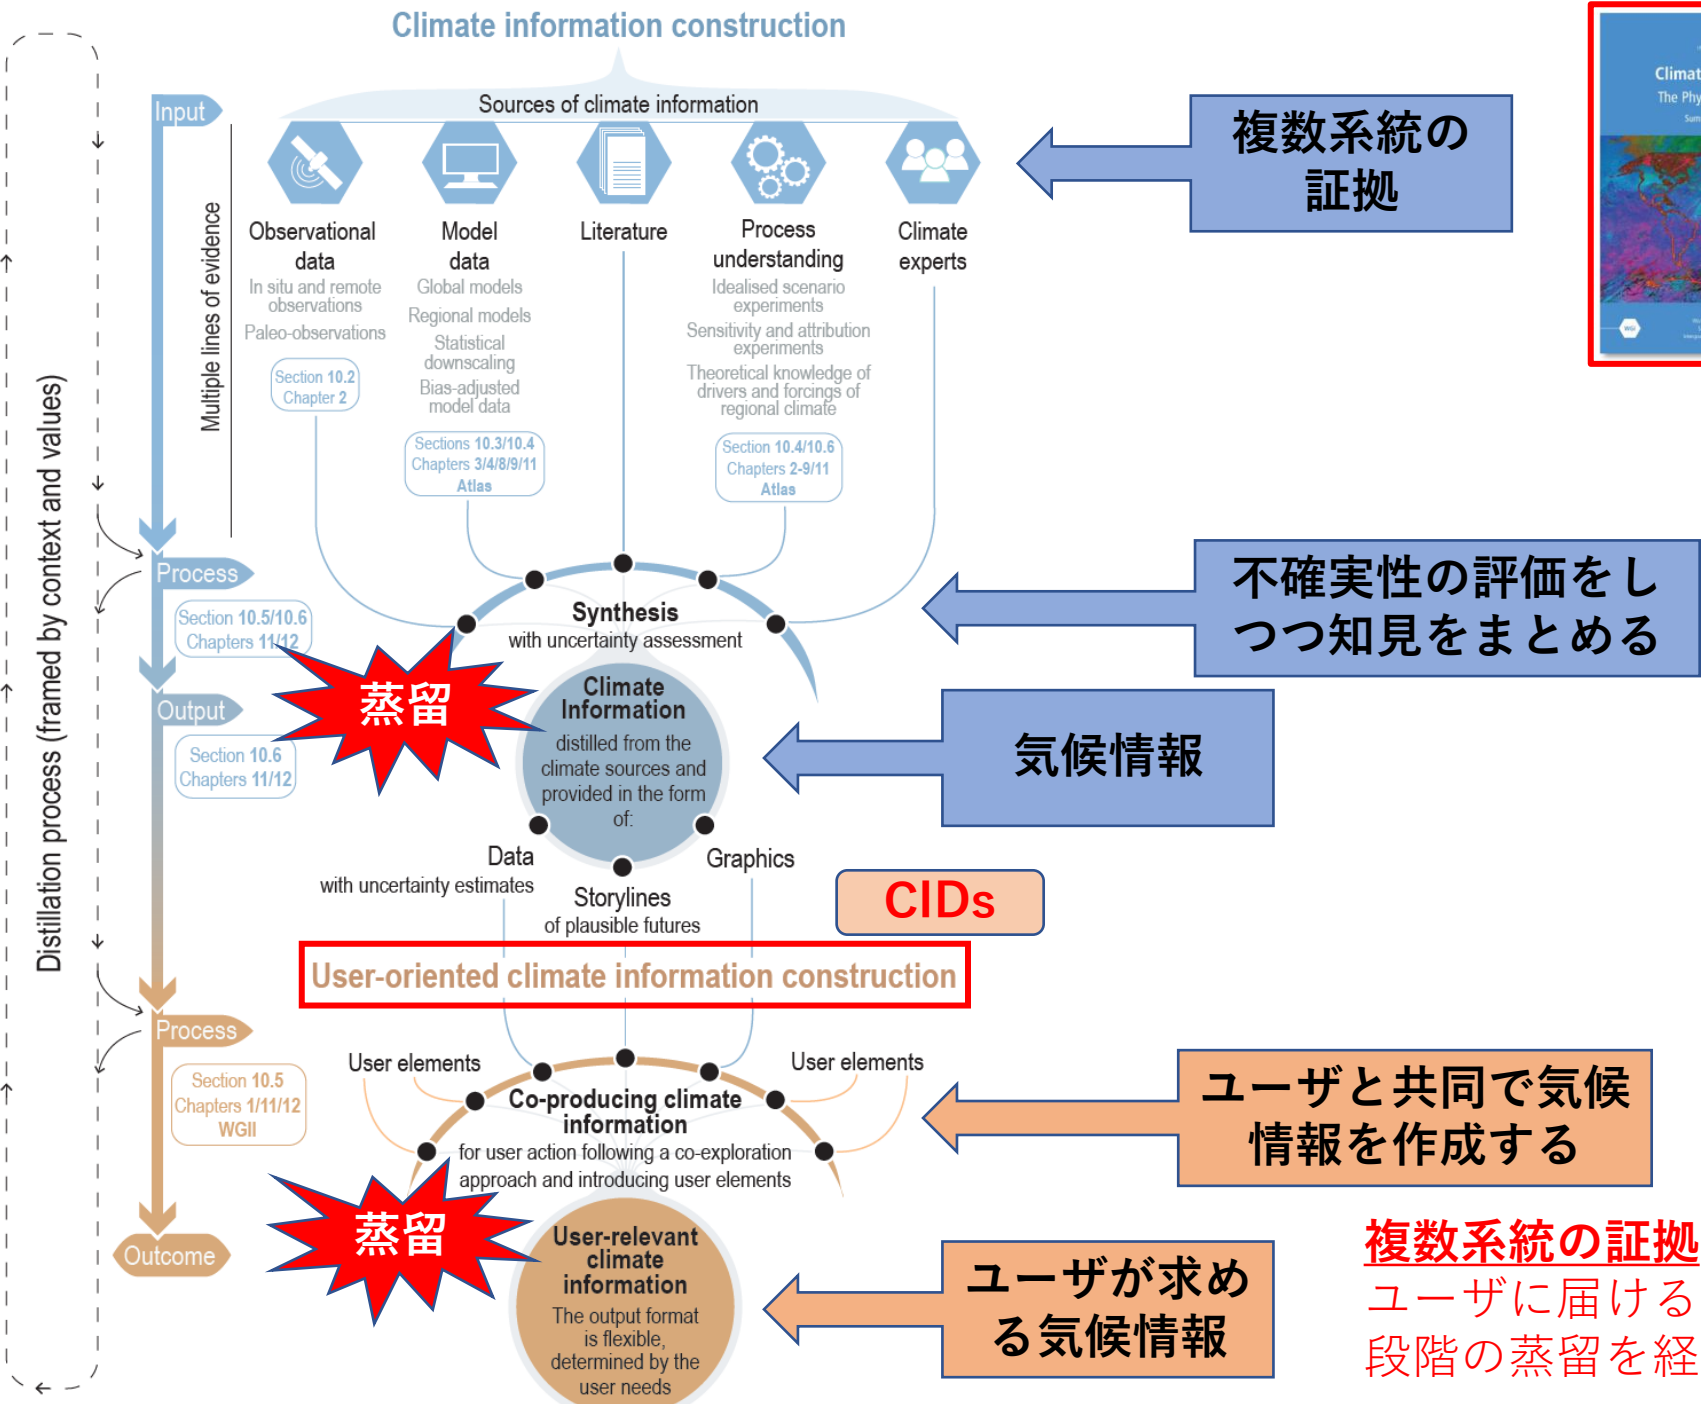 Climate information construction
Sources of climate information
Input
Multiple lines of evidence
Distillation process (framed by context and values)
Observational
data
In situ and remote
observations
Paleo-observations
Section 10.2
Chapter 2
Model
data
Global models
Regional models
Statistical
downscaling
Bias-adjusted
model data
Sections 10.3/10.4
Chapters 3/4/8/9/11
Atlas
Literature
Process
understanding
Idealised scenario
experiments
Sensitivity and attribution
experiments
Theoretical knowledge of
drivers and forcings of
regional climate
Section 10.4/10.6
Chapters 2-9/11
Atlas
Climate
experts
複数系統の
証拠
Climat
The Phy
Sum
WGI
Process
Section 10.5/10.6
Chapters 11/12
Synthesis
with uncertainty assessment
不確実性の評価をし
つつ知見をまとめる
蒸留
Output
Section 10.6
Chapters 11/12
Climate
Information
distilled from the
climate sources and
provided in the form
of:
気候情報
Data
with uncertainty estimates
Storylines
of plausible futures
Graphics
CIDs
User-oriented climate information construction
Process
Section 10.5
Chapters 1/11/12
WGII
User elements
User elements
Co-producing climate
information
for user action following a co-exploration
approach and introducing user elements
ユーザと共同で気候
情報を作成する
蒸留
Outcome
User-relevant
climate
information
The output format
is flexible,
determined by the
user needs
ユーザが求め
る気候情報
複数系統の証拠
ユーザに届ける
段階の蒸留を経